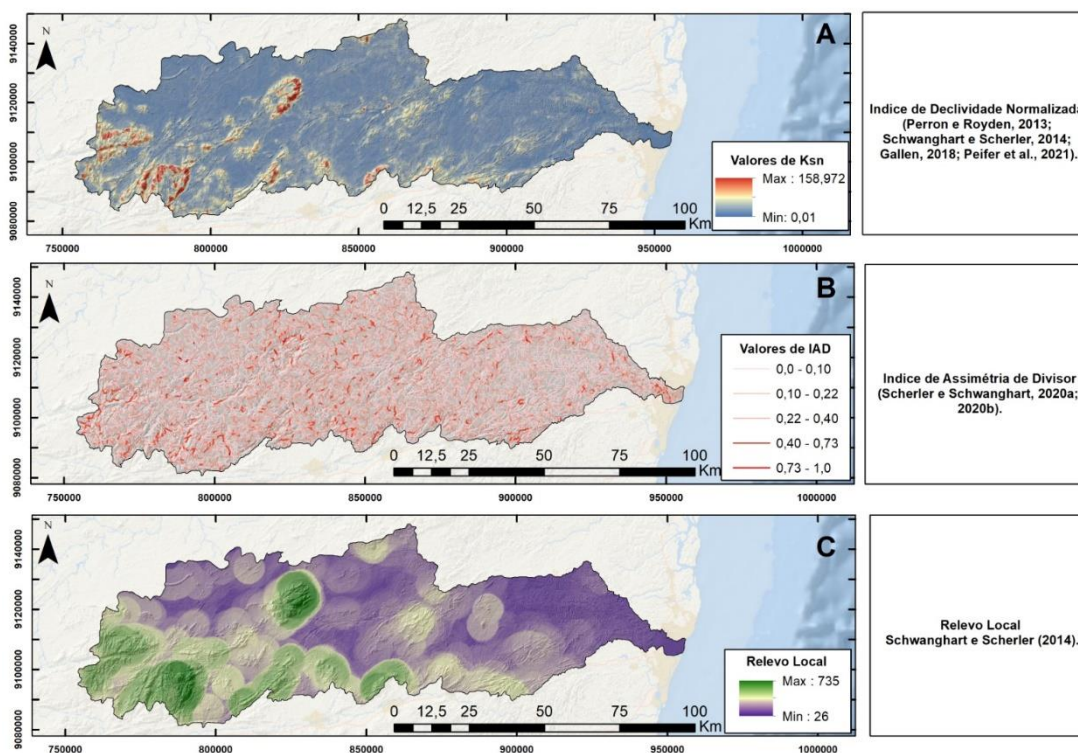 N
A
Valores de Ksn
Max : 158,972
Min: 0,01
0 12,5 25 50 75 100
Km
9140000
9120000
9100000
9080000
750000 800000 850000 900000 950000 1000000
Indice de Declividade Normalizada
(Perron e Royden, 2013;
Schwanghart e Scherler, 2014;
Gallen, 2018; Peifer et al., 2021).
N
B
Valores de IAD
0,0 - 0,10
0,10 - 0,22
0,22 - 0,40
0,40 - 0,73
0,73 - 1,0
0 12,5 25 50 75 100
Km
9140000
9120000
9100000
9080000
750000 800000 850000 900000 950000 1000000
Indice de Assimétria de Divisor
(Scherler e Schwanghart, 2020a;
2020b).
N
C
Relevo Local
Max : 735
Min : 26
0 12,5 25 50 75 100
Km
9140000
9120000
9100000
9080000
750000 800000 850000 900000 950000 1000000
Relevo Local
Schwanghart e Scherler (2014).